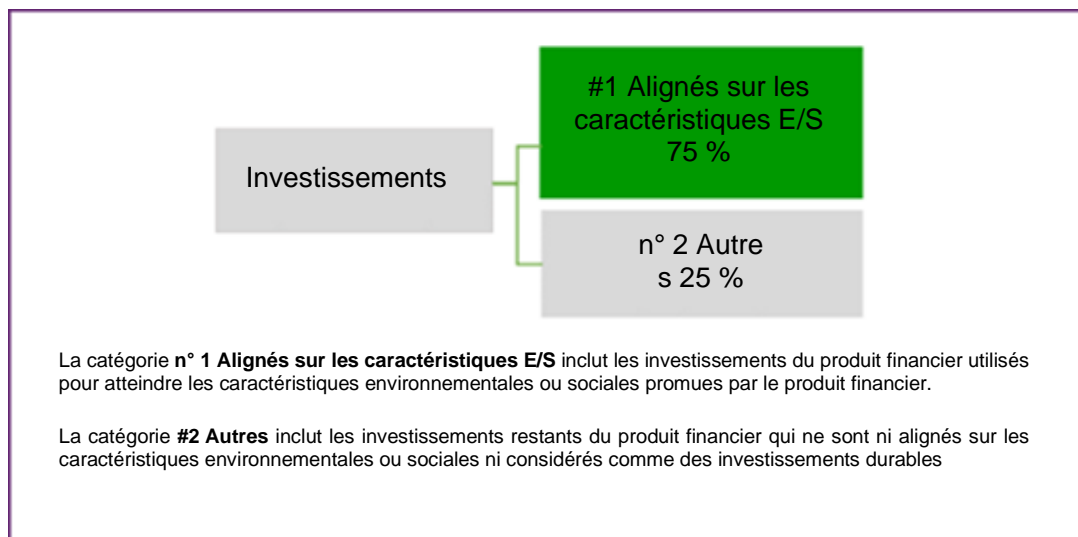 #1 Alignés sur les
caractéristiques E/S
75 %
Investissements
n° 2 Autre
s 25 %
La catégorie n° 1 Alignés sur les caractéristiques E/S inclut les investissements du produit financier utilisés
pour atteindre les caractéristiques environnementales ou sociales promues par le produit financier.
La catégorie #2 Autres inclut les investissements restants du produit financier qui ne sont ni alignés sur les
caractéristiques environnementales ou sociales ni considérés comme des investissements durables